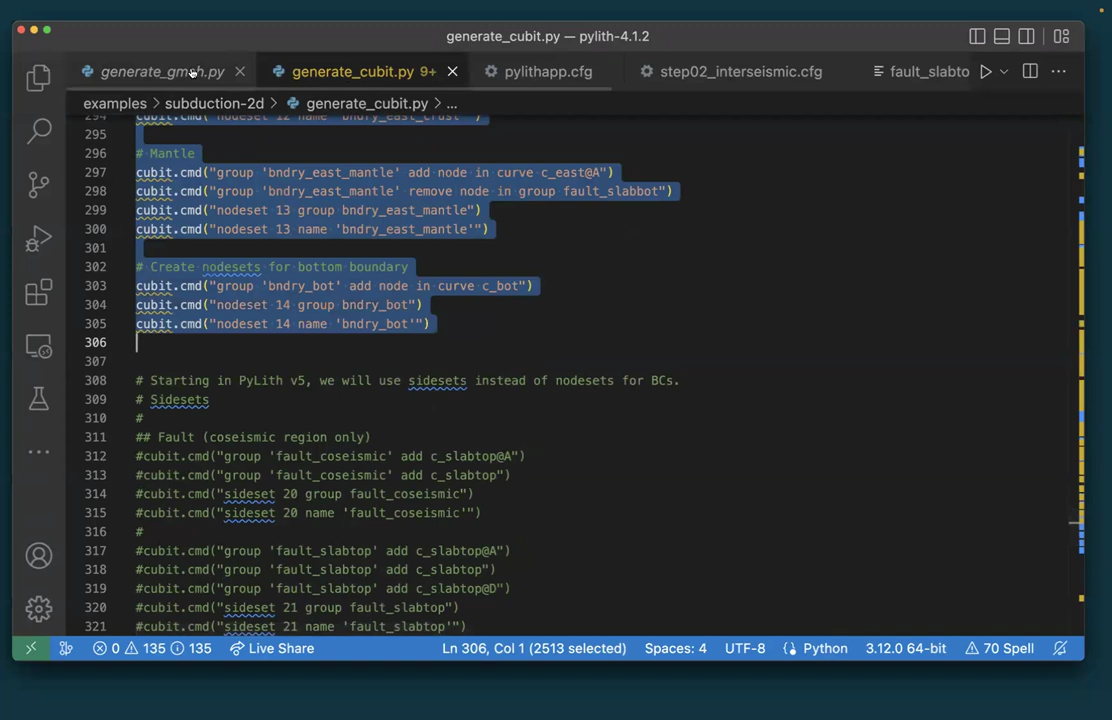 generate_cubit.py — pylith-4.1.2
generate_gmsh.py
generate_cubit.py 9+
pylithapp.cfg
step02_interseismic.cfg
fault_slabto
examples > subduction-2d > generate_cubit.py > ...
294 cubit.cmd("nodeset 12 name 'bndry_east_crust'")
295
296 # Mantle
297 cubit.cmd("group 'bndry_east_mantle' add node in curve c_east@A")
298 cubit.cmd("group 'bndry_east_mantle' remove node in group fault_slabbot")
299 cubit.cmd("nodeset 13 group bndry_east_mantle")
300 cubit.cmd("nodeset 13 name 'bndry_east_mantle'")
301
302 # Create nodesets for bottom boundary
303 cubit.cmd("group 'bndry_bot' add node in curve c_bot")
304 cubit.cmd("nodeset 14 group bndry_bot")
305 cubit.cmd("nodeset 14 name 'bndry_bot'")
306
307
308 # Starting in PyLith v5, we will use sidesets instead of nodesets for BCs.
309 # Sidesets
310 #
311 ## Fault (coseismic region only)
312 #cubit.cmd("group 'fault_coseismic' add c_slabtop@A")
313 #cubit.cmd("group 'fault_coseismic' add c_slabtop")
314 #cubit.cmd("sideset 20 group fault_coseismic")
315 #cubit.cmd("sideset 20 name 'fault_coseismic'")
316 #
317 #cubit.cmd("group 'fault_slabtop' add c_slabtop@A")
318 #cubit.cmd("group 'fault_slabtop' add c_slabtop")
319 #cubit.cmd("group 'fault_slabtop' add c_slabtop@D")
320 #cubit.cmd("sideset 21 group fault_slabtop")
321 #cubit.cmd("sideset 21 name 'fault_slabtop'")
0 135 135 Live Share Ln 306, Col 1 (2513 selected) Spaces: 4 UTF-8 Python 3.12.0 64-bit 70 Spell